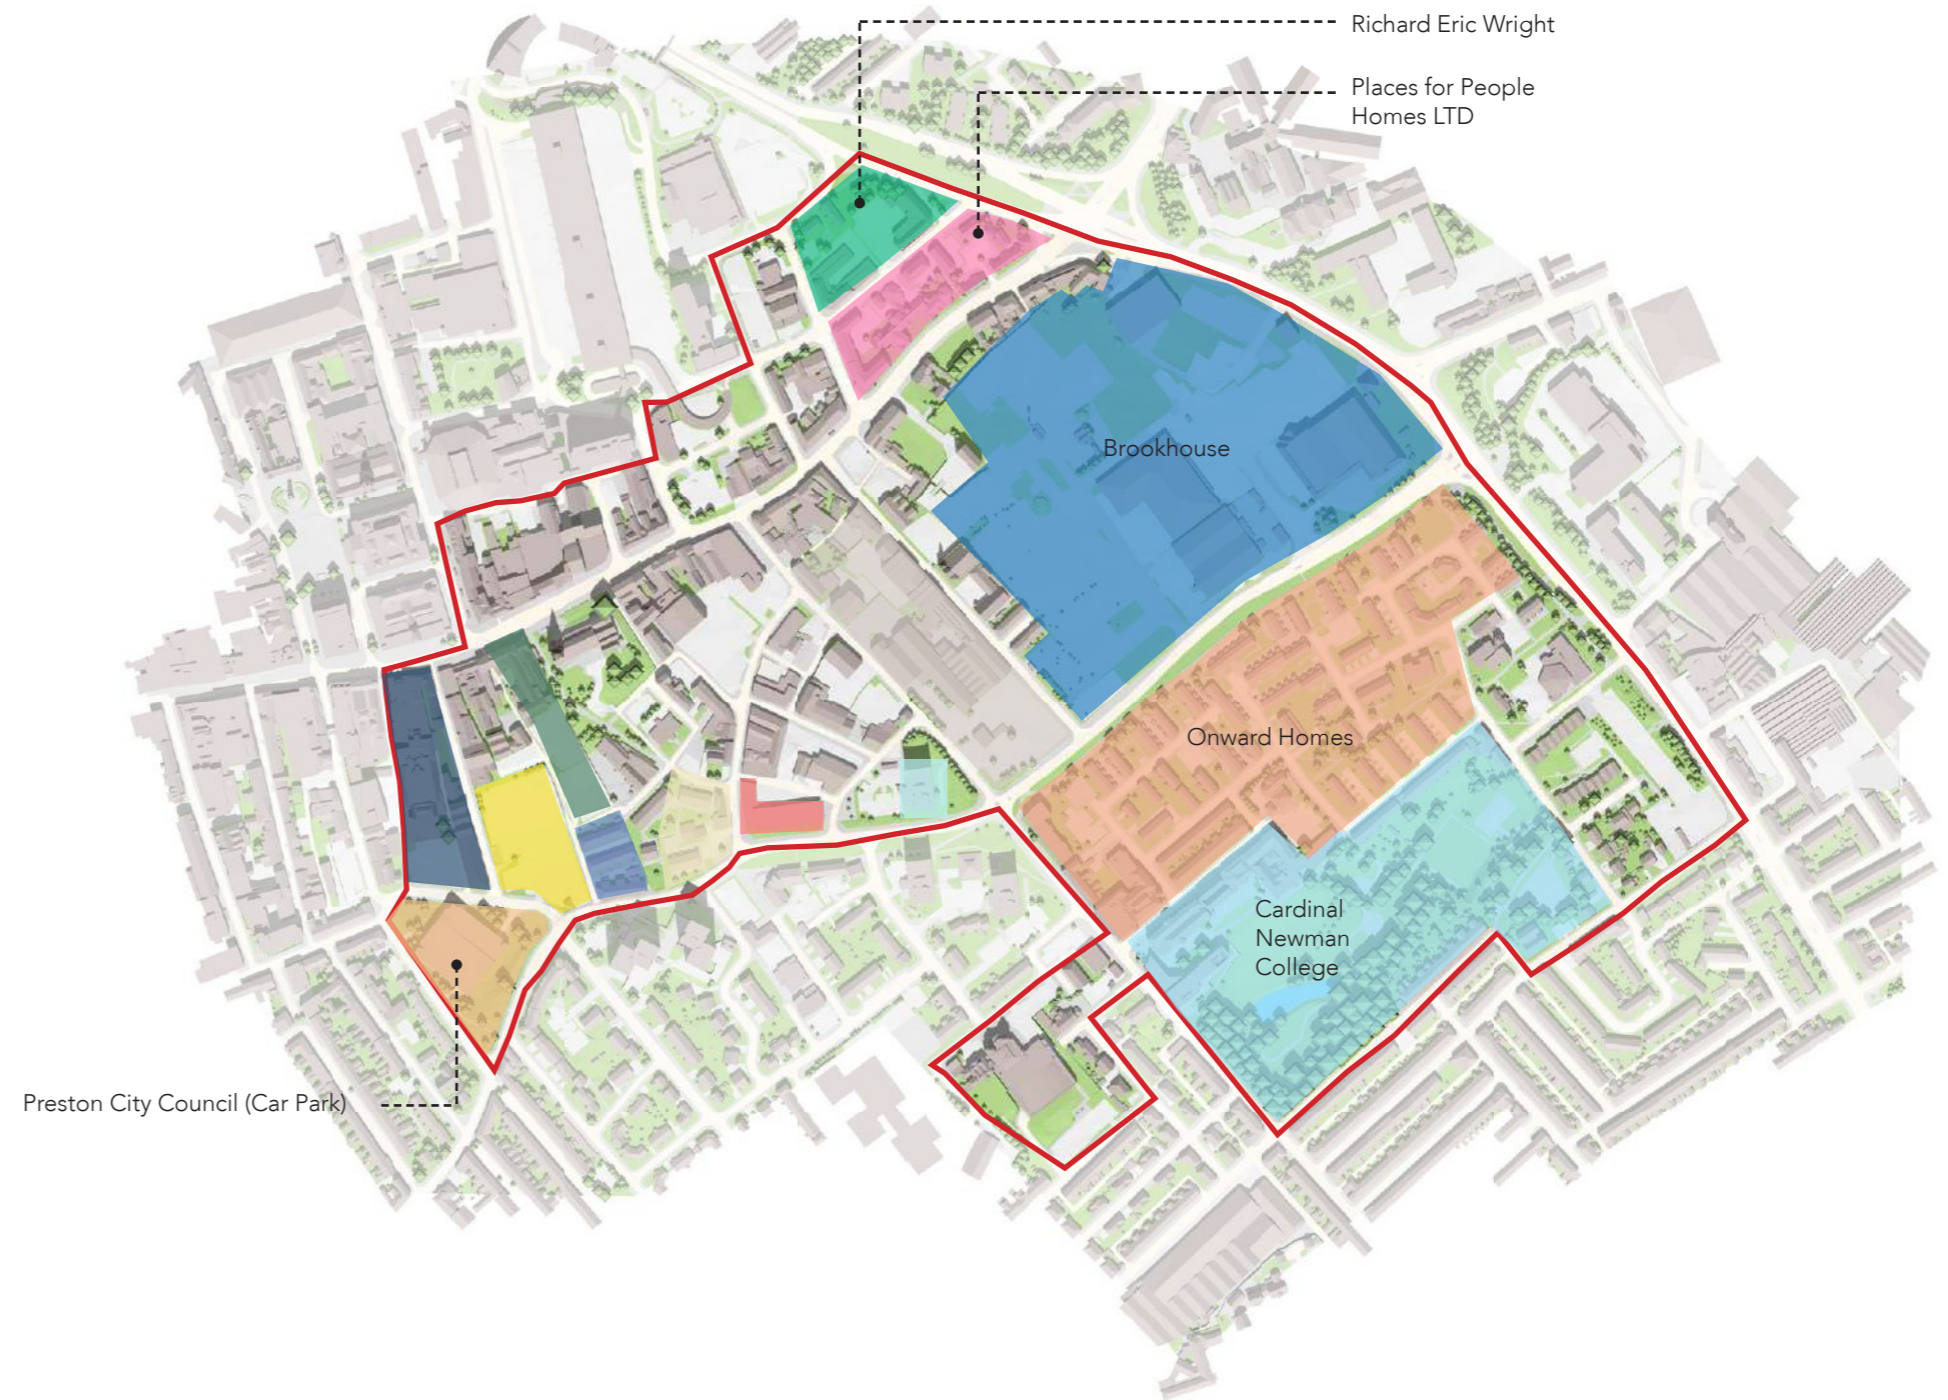 Richard Eric Wright
Places for People
Homes LTD
Brookhouse
Onward Homes
Cardinal
Newman
College
Preston City Council (Car Park)